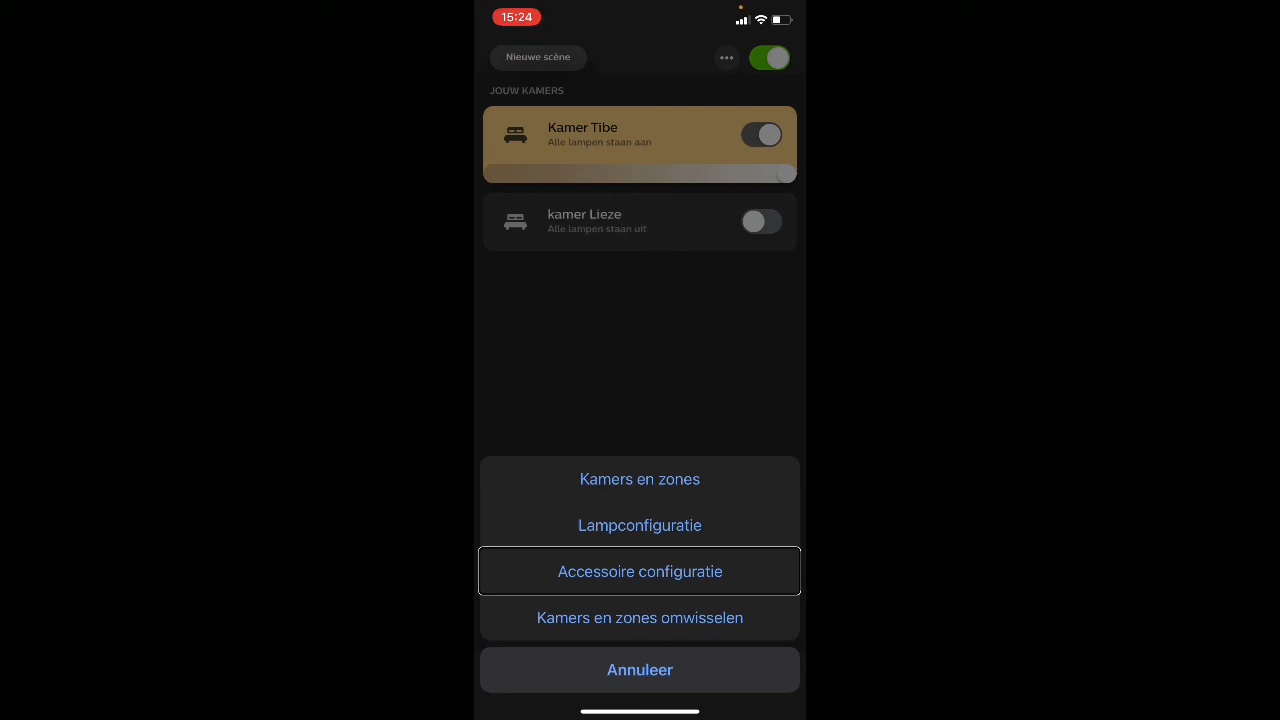 15:24
Nieuwe scène
JOUW KAMERS
Kamer Tibe
Alle lampen staan aan
kamer Lieze
Alle lampen staan uit
Kamers en zones
Lampconfiguratie
Accessoire configuratie
Kamers en zones omwisselen
Annuleer